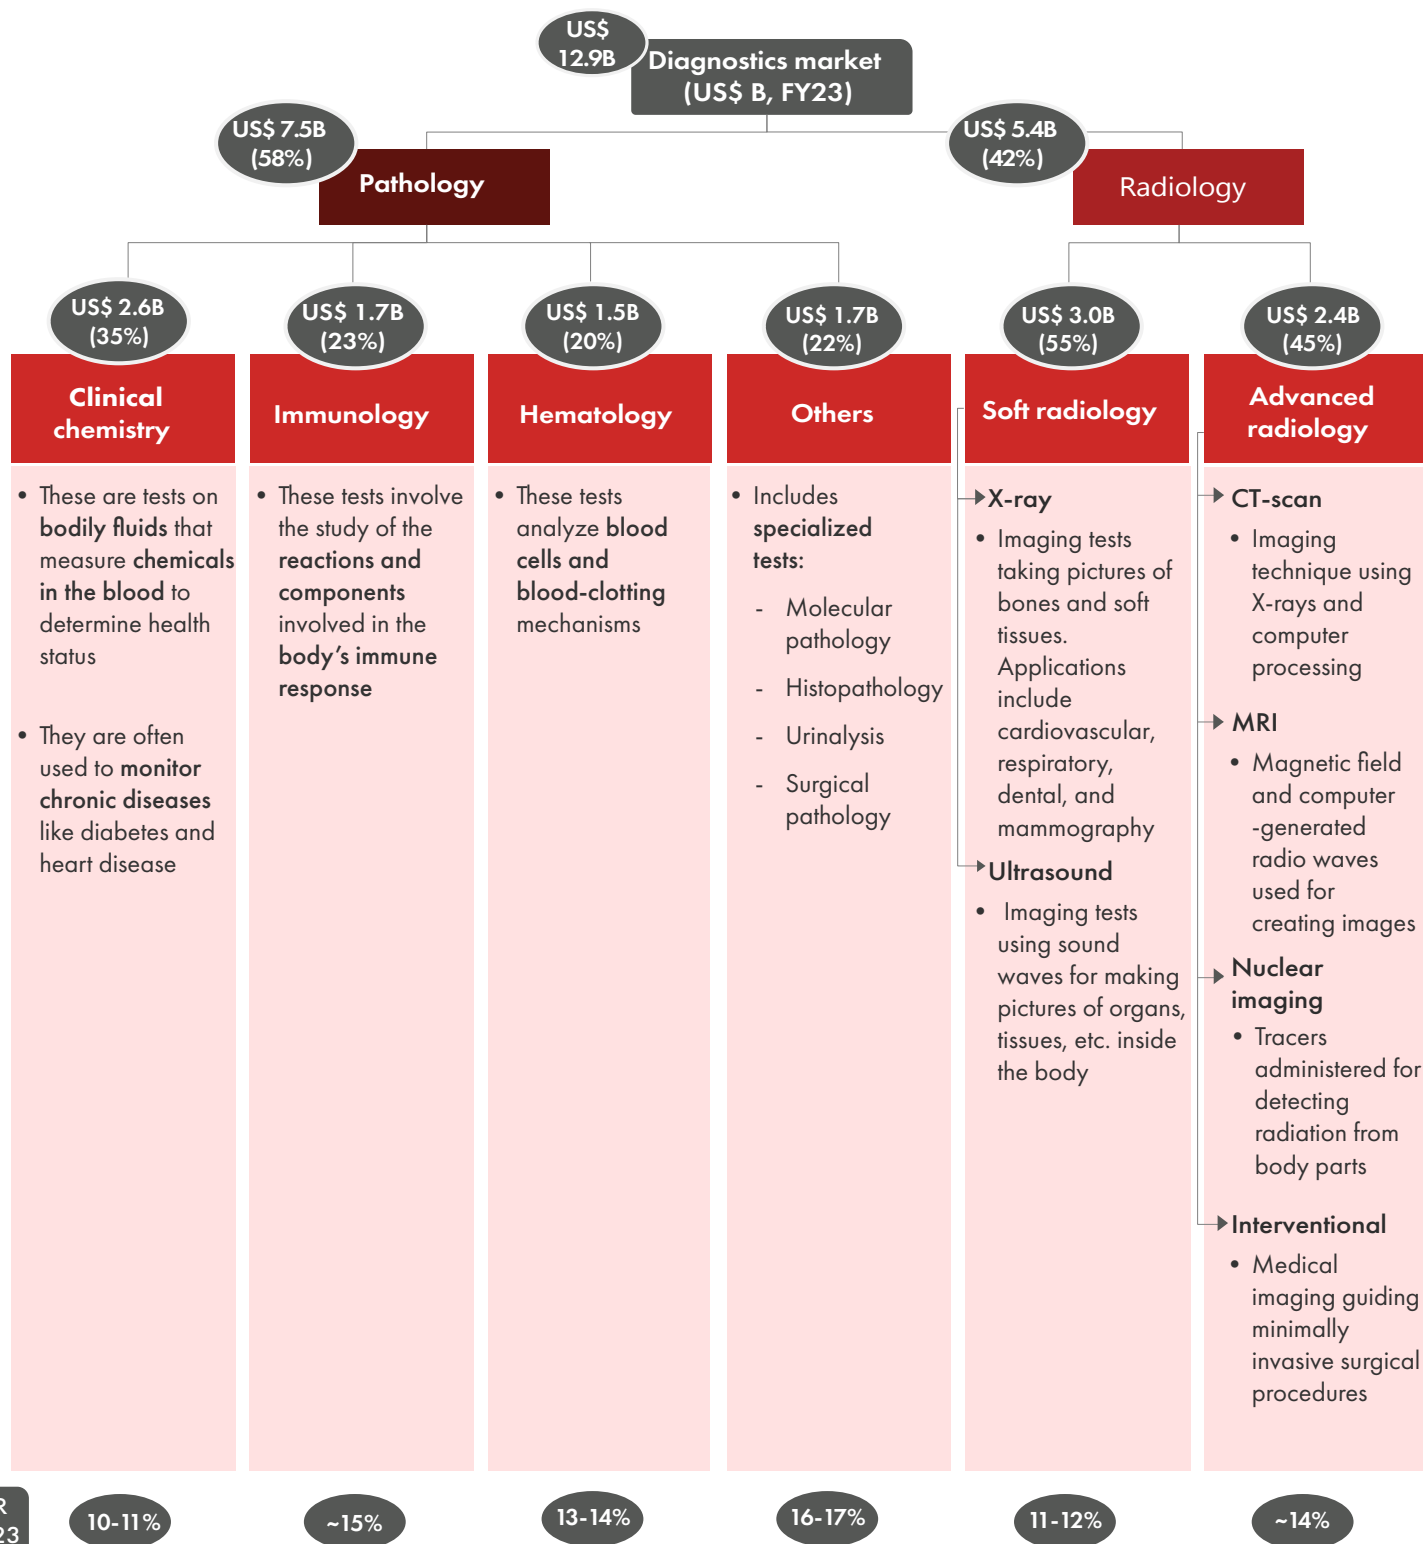 US$
12.9B
Diagnostics market
(US$ B, FY23)
US$ 7.5B
(58%)
Pathology
US$ 5.4B
(42%)
Radiology
US$ 2.6B
(35%)
Clinical
chemistry
• These are tests on
bodily fluids that
measure chemicals
in the blood to
determine health
status
• They are often
used to monitor
chronic diseases
like diabetes and
heart disease
US$ 1.7B
(23%)
Immunology
• These tests involve
the study of the
reactions and
components
involved in the
body's immune
response
US$ 1.5B
(20%)
Hematology
• These tests
analyze blood
cells and
blood-clotting
mechanisms
US$ 1.7B
(22%)
Others
• Includes
specialized
tests:
- Molecular
pathology
- Histopathology
- Urinalysis
- Surgical
pathology
US$ 3.0B
(55%)
Soft radiology
X-ray
• Imaging tests
taking pictures of
bones and soft
tissues.
Applications
include
cardiovascular,
respiratory,
dental, and
mammography
Ultrasound
• Imaging tests
using sound
waves for making
pictures of organs,
tissues, etc. inside
the body
US$ 2.4B
(45%)
Advanced
radiology
CT-scan
• Imaging
technique using
X-rays and
computer
processing
MRI
• Magnetic field
and computer
-generated
radio waves
used for
creating images
Nuclear
imaging
• Tracers
administered for
detecting
radiation from
body parts
Interventional
• Medical
imaging guiding
minimally
invasive surgical
procedures
R
23
10-11%
~15%
13-14%
16-17%
11-12%
~14%